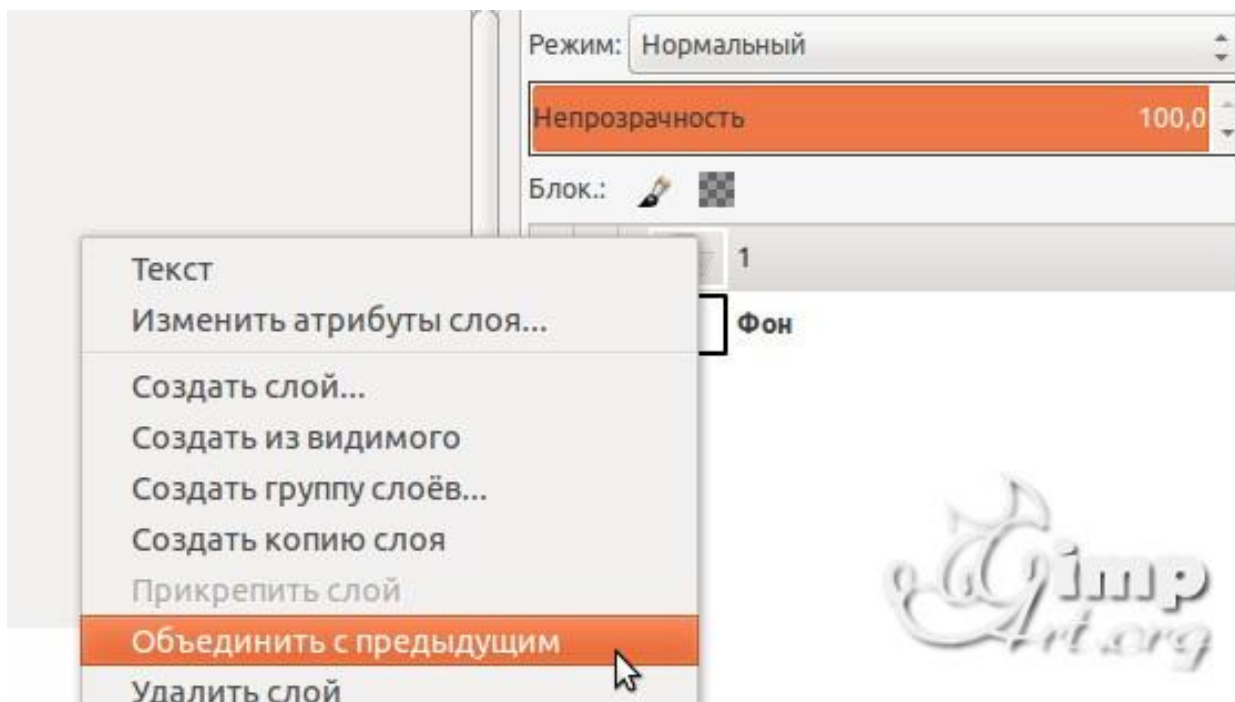 Режим: Нормальный
Непрозрачность 100,0
Блок.:
1
Фон
Текст
Изменить атрибуты слоя...
Создать слой...
Создать из видимого
Создать группу слоёв...
Создать копию слоя
Прикрепить слой
Объединить с предыдущим
Удалить слой
Gimp
Art.org